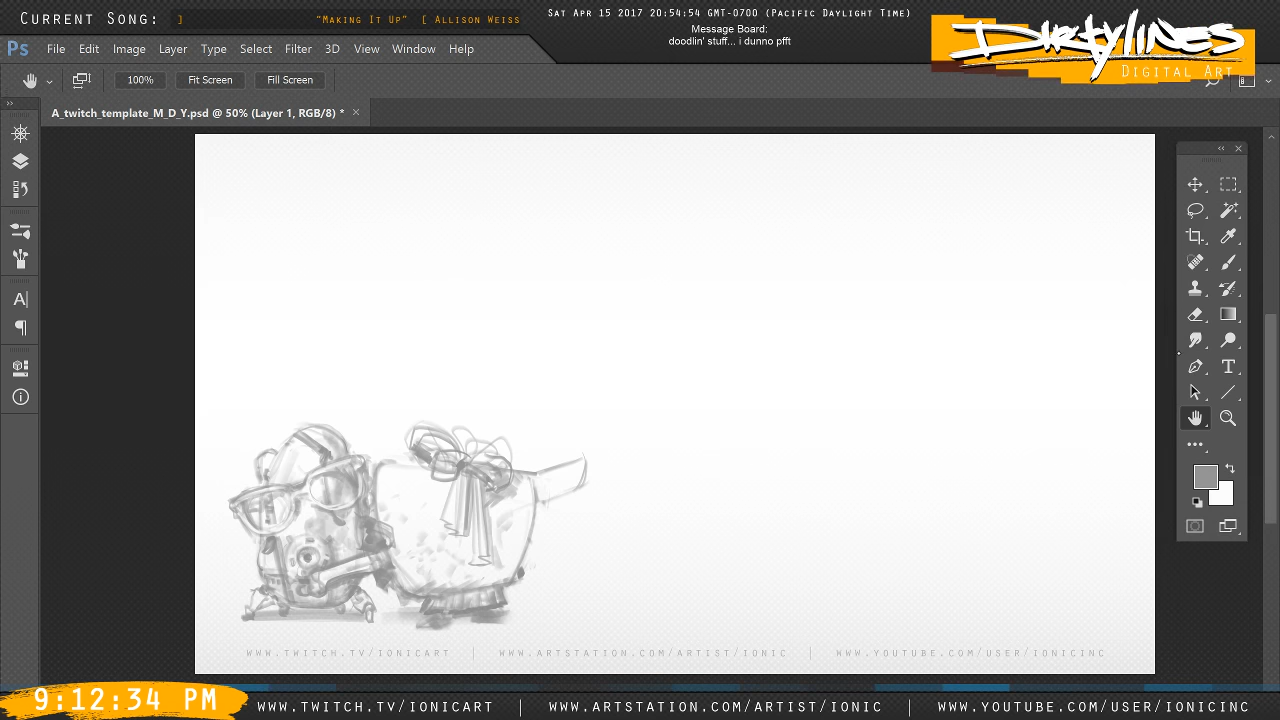 Current Song: ] "Making It Up" [ Allison Weiss
Sat Apr 15 2017 20:54:54 GMT-0700 (Pacific Daylight Time)
Message Board:
doodlin' stuff... i dunno pfft
DirtyLines
Digital Art
Ps File Edit Image Layer Type Select Filter 3D View Window Help
100% Fit Screen Fill Screen
A_twitch_template_M_D_Y.psd @ 50% (Layer 1, RGB/8) * ×
www.twitch.tv/ionicart | www.artstation.com/artist/ionic | www.youtube.com/user/ionicinc
9:12:34 PM
www.twitch.tv/ionicart | www.artstation.com/artist/ionic | www.youtube.com/user/ionicinc